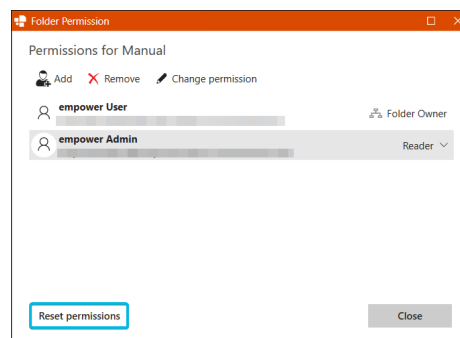 Folder Permission
Permissions for Manual
Add Remove Change permission
empower User
Folder Owner
empower Admin
Reader
Reset permissions Close